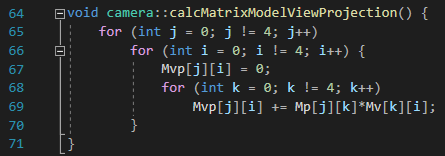 64 void camera::calcMatrixModelViewProjection() {
65 for (int j = 0; j != 4; j++)
66 for (int i = 0; i != 4; i++) {
67 Mvp[j][i] = 0;
68 for (int k = 0; k != 4; k++)
69 Mvp[j][i] += Mp[j][k]*Mv[k][i];
70 }
71 }